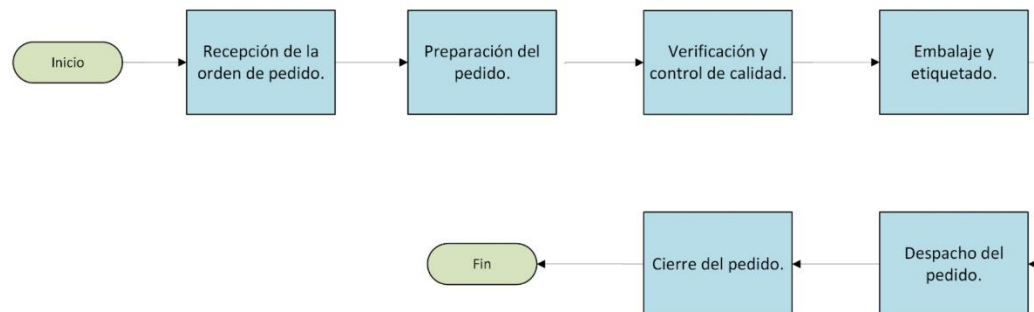 Inicio
Recepción de la
orden de pedido.
Preparación del
pedido.
Verificación y
control de calidad.
Embalaje y
etiquetado.
Despacho del
pedido.
Cierre del pedido.
Fin